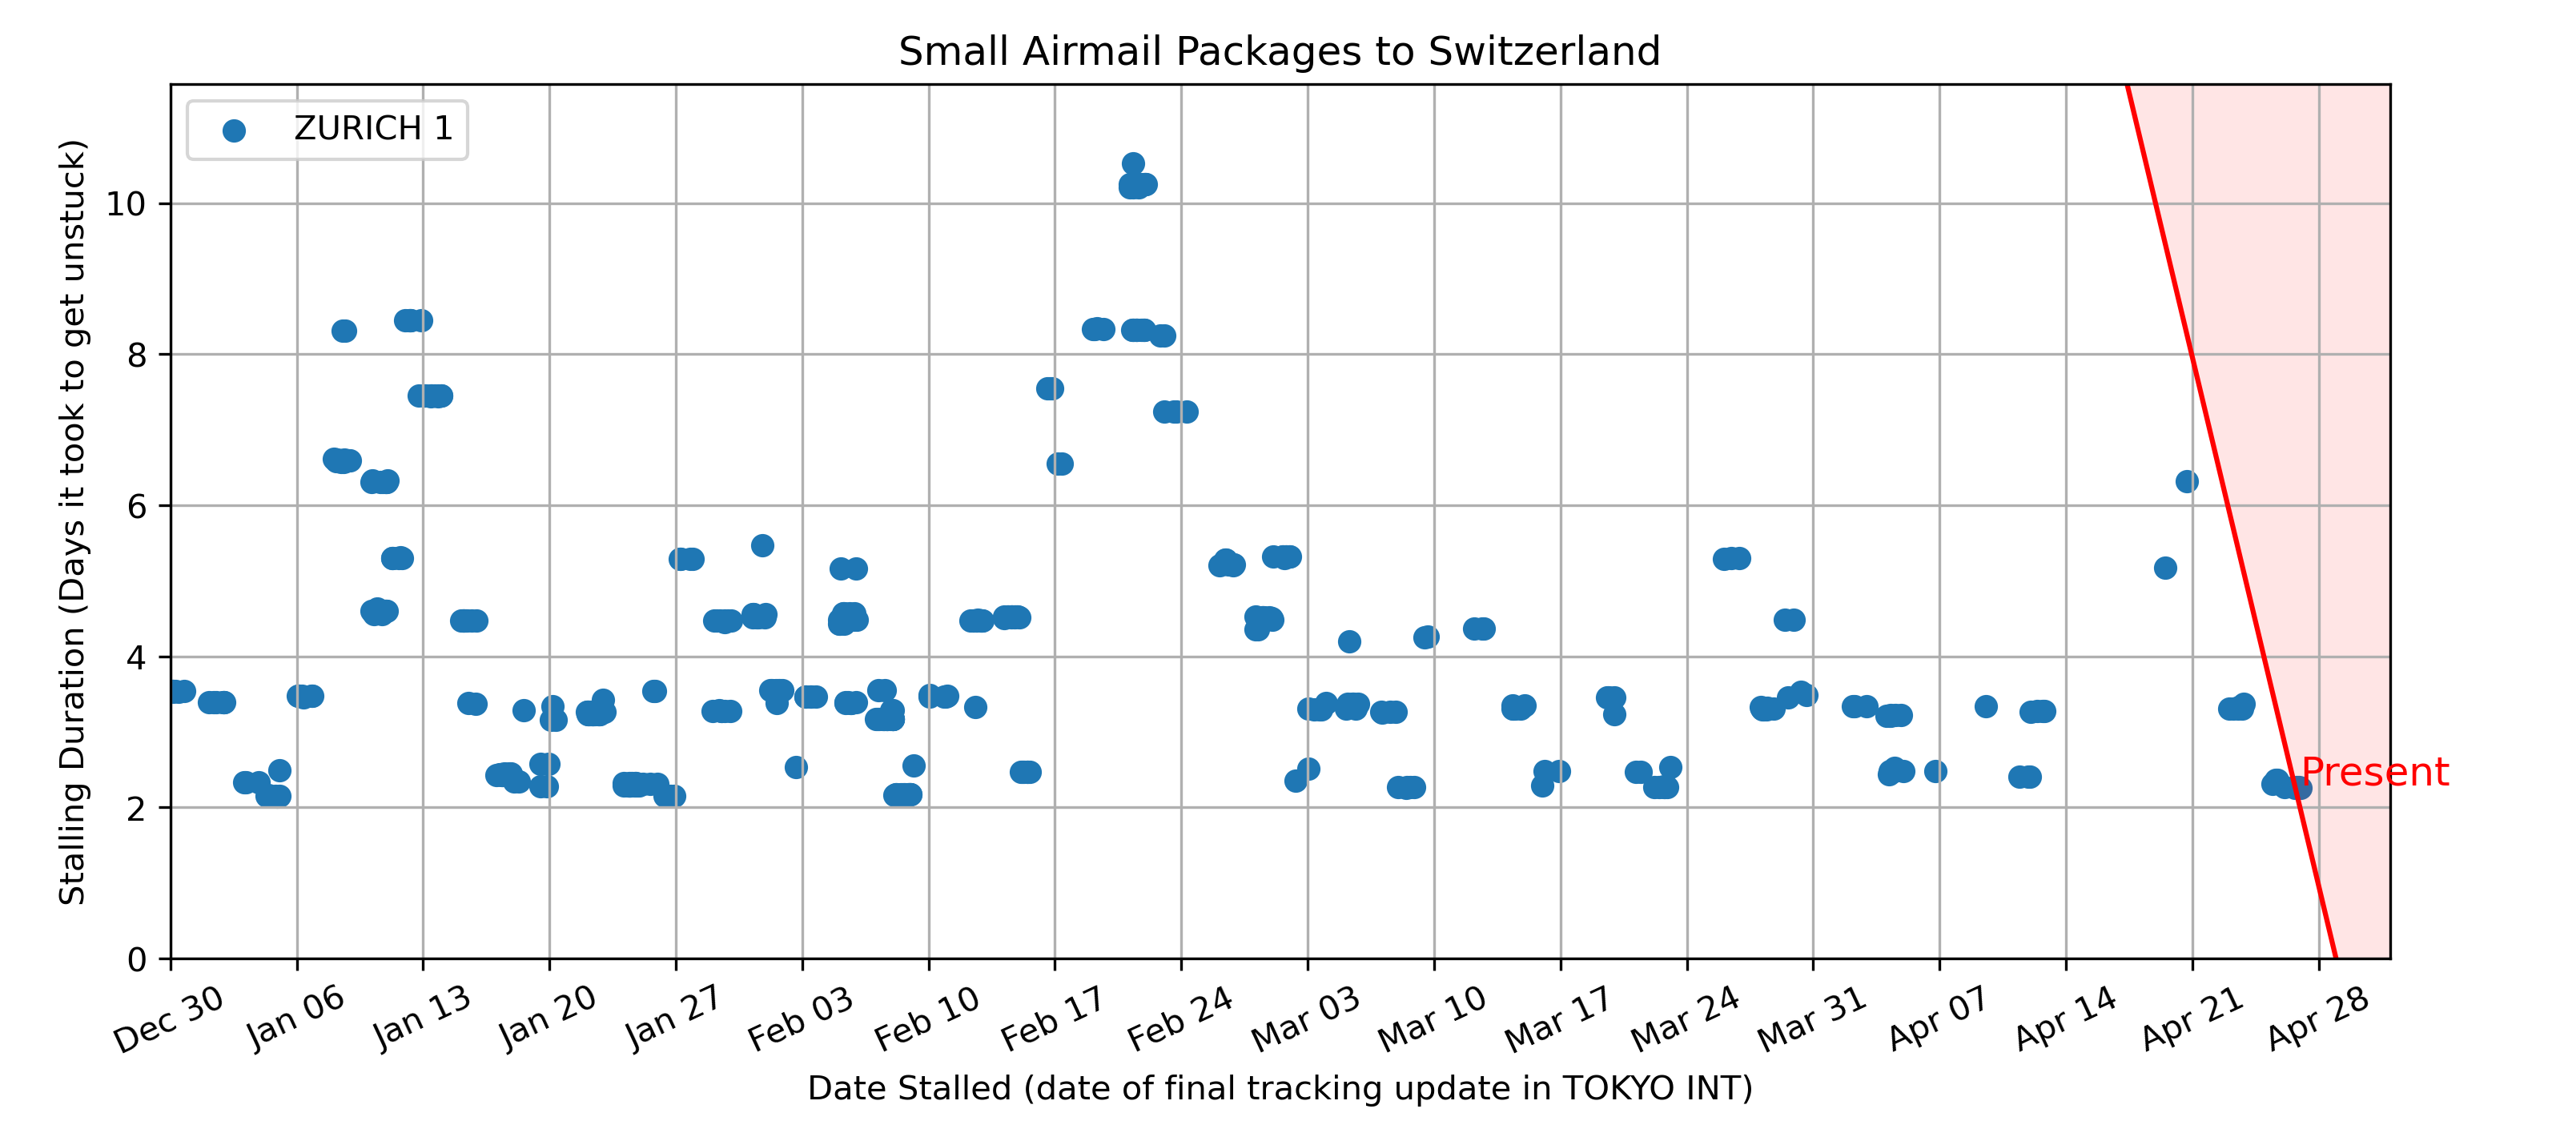 Small Airmail Packages to Switzerland
ZURICH 1
Stalling Duration (Days it took to get unstuck)
10
8
6
4
2
0
Present
Dec 30 Jan 06 Jan 13 Jan 20 Jan 27 Feb 03 Feb 10 Feb 17 Feb 24 Mar 03 Mar 10 Mar 17 Mar 24 Mar 31 Apr 07 Apr 14 Apr 21 Apr 28
Date Stalled (date of final tracking update in TOKYO INT)